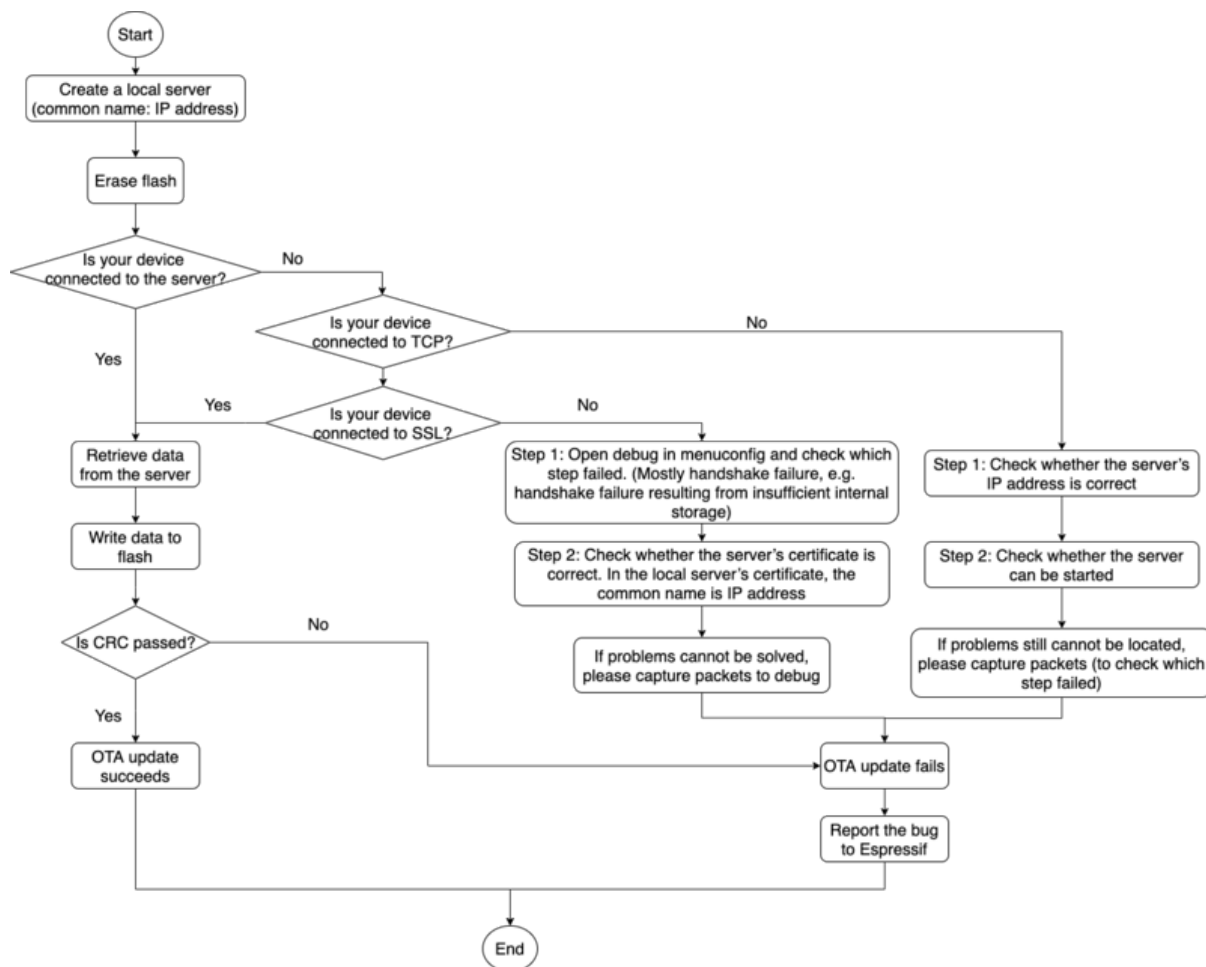 Start
Create a local server
(common name: IP address)
Erase flash
Is your device
connected to the server?
No
Is your device
connected to TCP?
No
Yes
Yes
Is your device
connected to SSL?
No
Retrieve data
from the server
Step 1: Open debug in menuconfig and check which
step failed. (Mostly handshake failure, e.g.
handshake failure resulting from insufficient internal
storage)
Step 1: Check whether the server's
IP address is correct
Write data to
flash
Step 2: Check whether the server's certificate is
correct. In the local server's certificate, the
common name is IP address
Step 2: Check whether the server
can be started
Is CRC passed?
No
If problems cannot be solved,
please capture packets to debug
If problems still cannot be located,
please capture packets (to check which
step failed)
Yes
OTA update
succeeds
OTA update fails
Report the bug
to Espressif
End